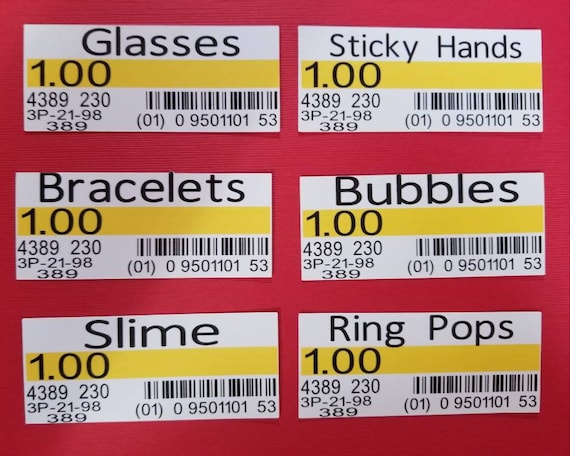 Glasses
1.00
4389 230
3P-21-98
389
(01) 0 9501101 53
Sticky Hands
1.00
4389 230
3P-21-98
389
(01) 0 9501101 53
Bracelets
1.00
4389 230
3P-21-98
389
(01) 0 9501101 53
Bubbles
1.00
4389 230
3P-21-98
389
(01) 0 9501101 53
Slime
1.00
4389 230
3P-21-98
389
(01) 0 9501101 53
Ring Pops
1.00
4389 230
3P-21-98
389
(01) 0 9501101 53